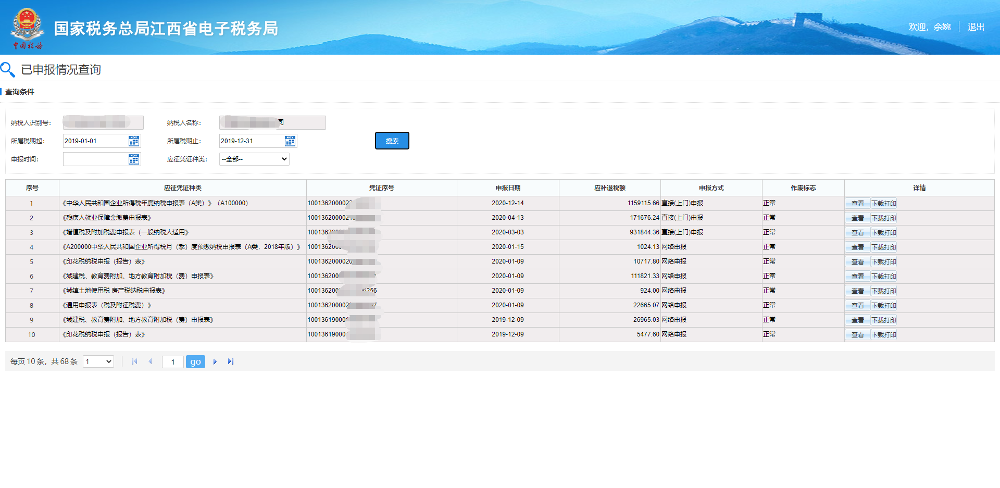 国家税务总局江西省电子税务局
欢迎，余婉 退出
中国税务
已申报情况查询
查询条件
纳税人识别号： 纳税人名称： 司
所属税期起： 2019-01-01 所属税期止： 2019-12-31 搜索
申报时间： 应征凭证种类： --全部--
序号 应征凭证种类 凭证序号 申报日期 应补退税额 申报方式 作废标志 详情
1 《中华人民共和国企业所得税年度纳税申报表（A类）》（A100000） 100136200002 2020-12-14 1159115.66 直接(上门)申报 正常 查看 下载打印
2 《残疾人就业保障金缴费申报表》 100136200002 2020-04-13 171676.24 直接(上门)申报 正常 查看 下载打印
3 《增值税及附加税费申报表（一般纳税人适用》 1001362 2020-03-03 931844.36 直接(上门)申报 正常 查看 下载打印
4 《A200000中华人民共和国企业所得税月（季）度预缴纳税申报表（A类，2018年版）》 100136200 2020-01-15 1024.13 网络申报 正常 查看 下载打印
5 《印花税纳税申报（报告）表》 1001362000020 2020-01-09 10717.80 网络申报 正常 查看 下载打印
6 《城建税、教育费附加、地方教育附加税（费）申报表》 100136200 2020-01-09 111821.33 网络申报 正常 查看 下载打印
7 《城镇土地使用税 房产税纳税申报表》 100136200 6256 2020-01-09 924.00 网络申报 正常 查看 下载打印
8 《通用申报表（税及附征税费）》 100136200002 7 2020-01-09 22665.07 网络申报 正常 查看 下载打印
9 《城建税、教育费附加、地方教育附加税（费）申报表》 100136190001 2019-12-09 26965.03 网络申报 正常 查看 下载打印
10 《印花税纳税申报（报告）表》 100136190001 2019-12-09 5477.60 网络申报 正常 查看 下载打印
每页 10 条，共 68 条 1 1 go